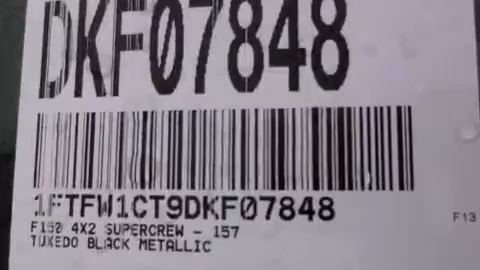 DKF07848
1FTFW1CT9DKF07848
F150 4X2 SUPERCREW - 157
TUXEDO BLACK METALLIC
F13